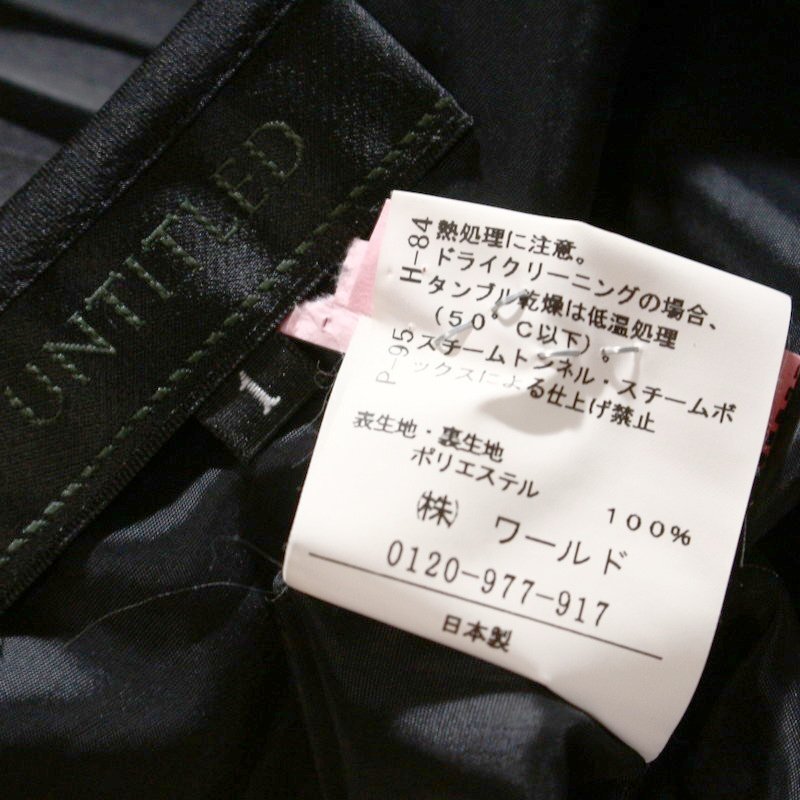 UNTITLED
1
H-84
P-95
熱処理に注意。
ドライクリーニングの場合、
タンブル乾燥は低温処理
(50°C以下)。
スチームトンネル・スチームボ
ックスによる仕上げ禁止
表生地・裏生地
ポリエステル 100%
㈱ ワールド
0120-977-917
日本製